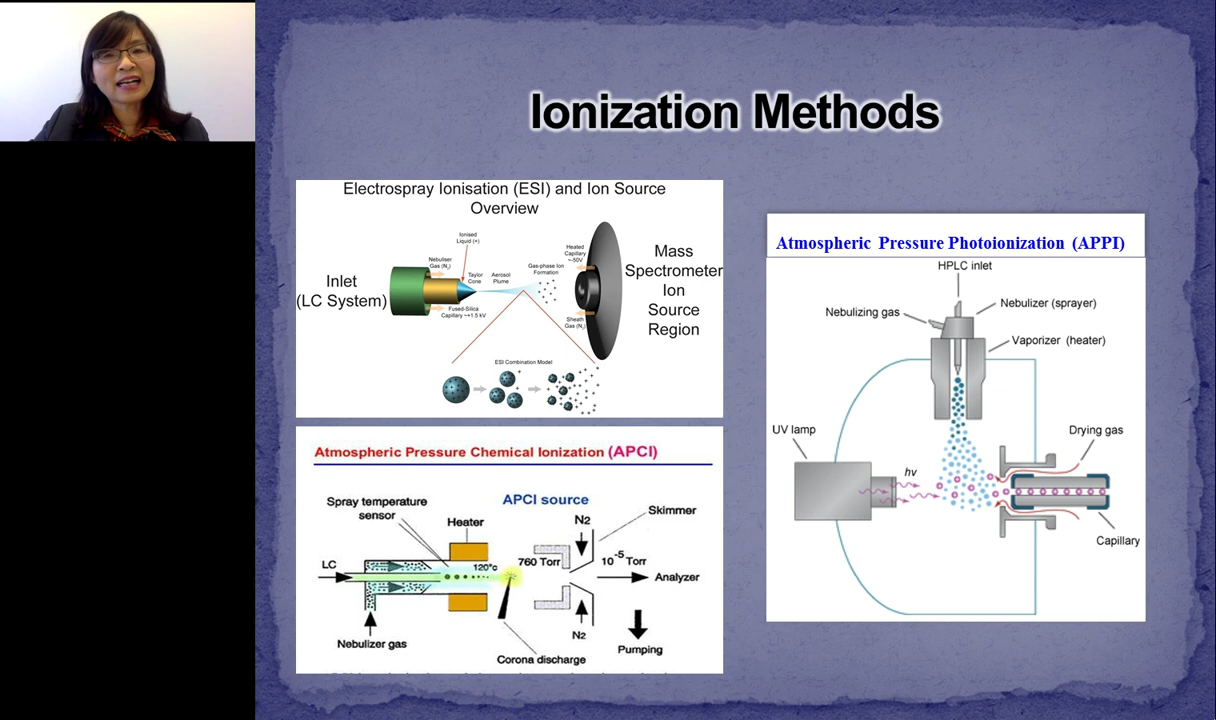 Ionization Methods
Electrospray Ionisation (ESI) and Ion Source
Overview
Ionised
Liquid (+)
Nebuliser
Gas (N2)
Taylor
Cone
Aerosol
Plume
Gas-phase Ion
Formation
Heated
Capillary
~-50V
Inlet
(LC System)
Mass
Spectrometer
Ion
Source
Region
Fused-Silica
Capillary ~+1.5 kV
Sheath
Gas (N2)
ESI Combination Model
Atmospheric Pressure Chemical Ionization (APCI)
APCI source
Spray temperature
sensor
Heater
N2
Skimmer
LC
120°c
760 Torr
10-5 Torr
Analyzer
Nebulizer gas
Corona discharge
N2
Pumping
Atmospheric Pressure Photoionization (APPI)
HPLC inlet
Nebulizer (sprayer)
Nebulizing gas
Vaporizer (heater)
UV lamp
Drying gas
hν
Capillary